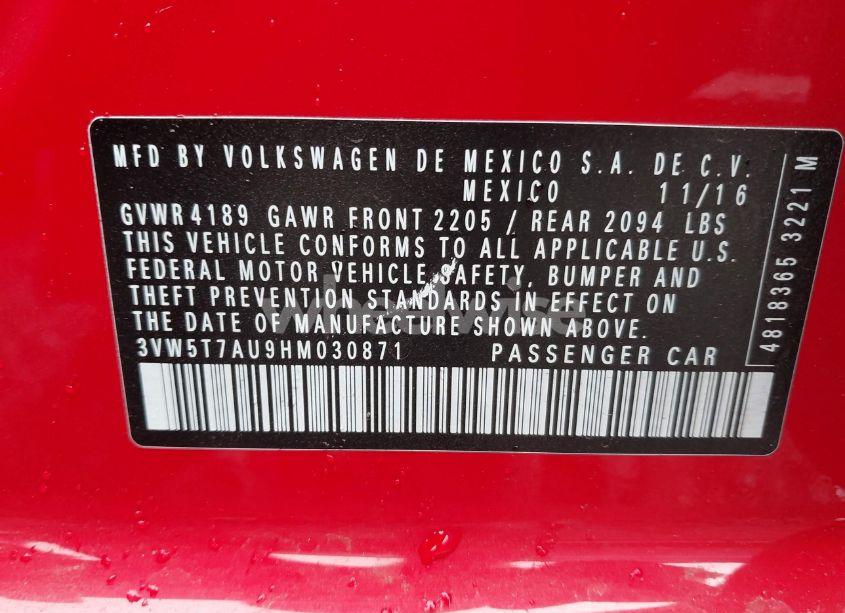 MFD BY VOLKSWAGEN DE MEXICO S.A. DE C.V.
MEXICO 11/16
GVWR 4189 GAWR FRONT 2205 / REAR 2094 LBS
THIS VEHICLE CONFORMS TO ALL APPLICABLE U.S.
FEDERAL MOTOR VEHICLE SAFETY, BUMPER AND
THEFT PREVENTION STANDARDS IN EFFECT ON
THE DATE OF MANUFACTURE SHOWN ABOVE.
3VW5T7AU9HM030871 PASSENGER CAR
4818365 3221 M